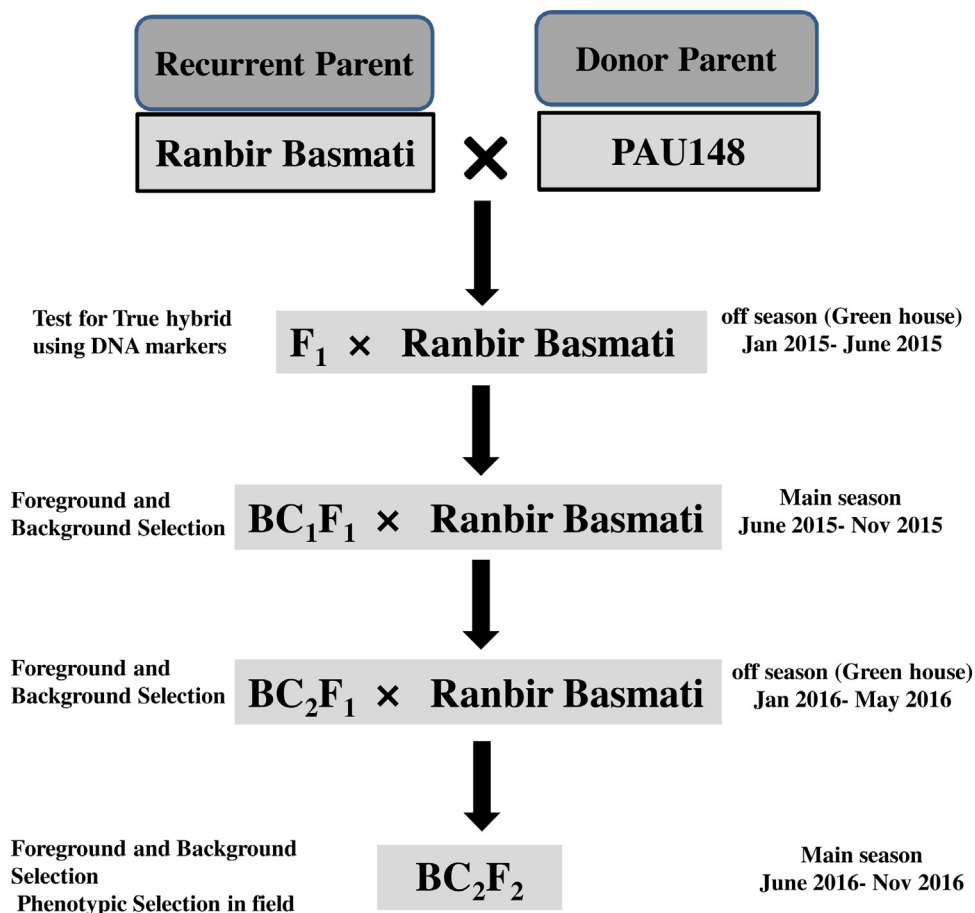 Recurrent Parent
Donor Parent
Ranbir Basmati
×
PAU148
Test for True hybrid
using DNA markers
F₁ × Ranbir Basmati
off season (Green house)
Jan 2015- June 2015
Foreground and
Background Selection
BC₁F₁ × Ranbir Basmati
Main season
June 2015- Nov 2015
Foreground and
Background Selection
BC₂F₁ × Ranbir Basmati
off season (Green house)
Jan 2016- May 2016
Foreground and Background
Selection
Phenotypic Selection in field
BC₂F₂
Main season
June 2016- Nov 2016